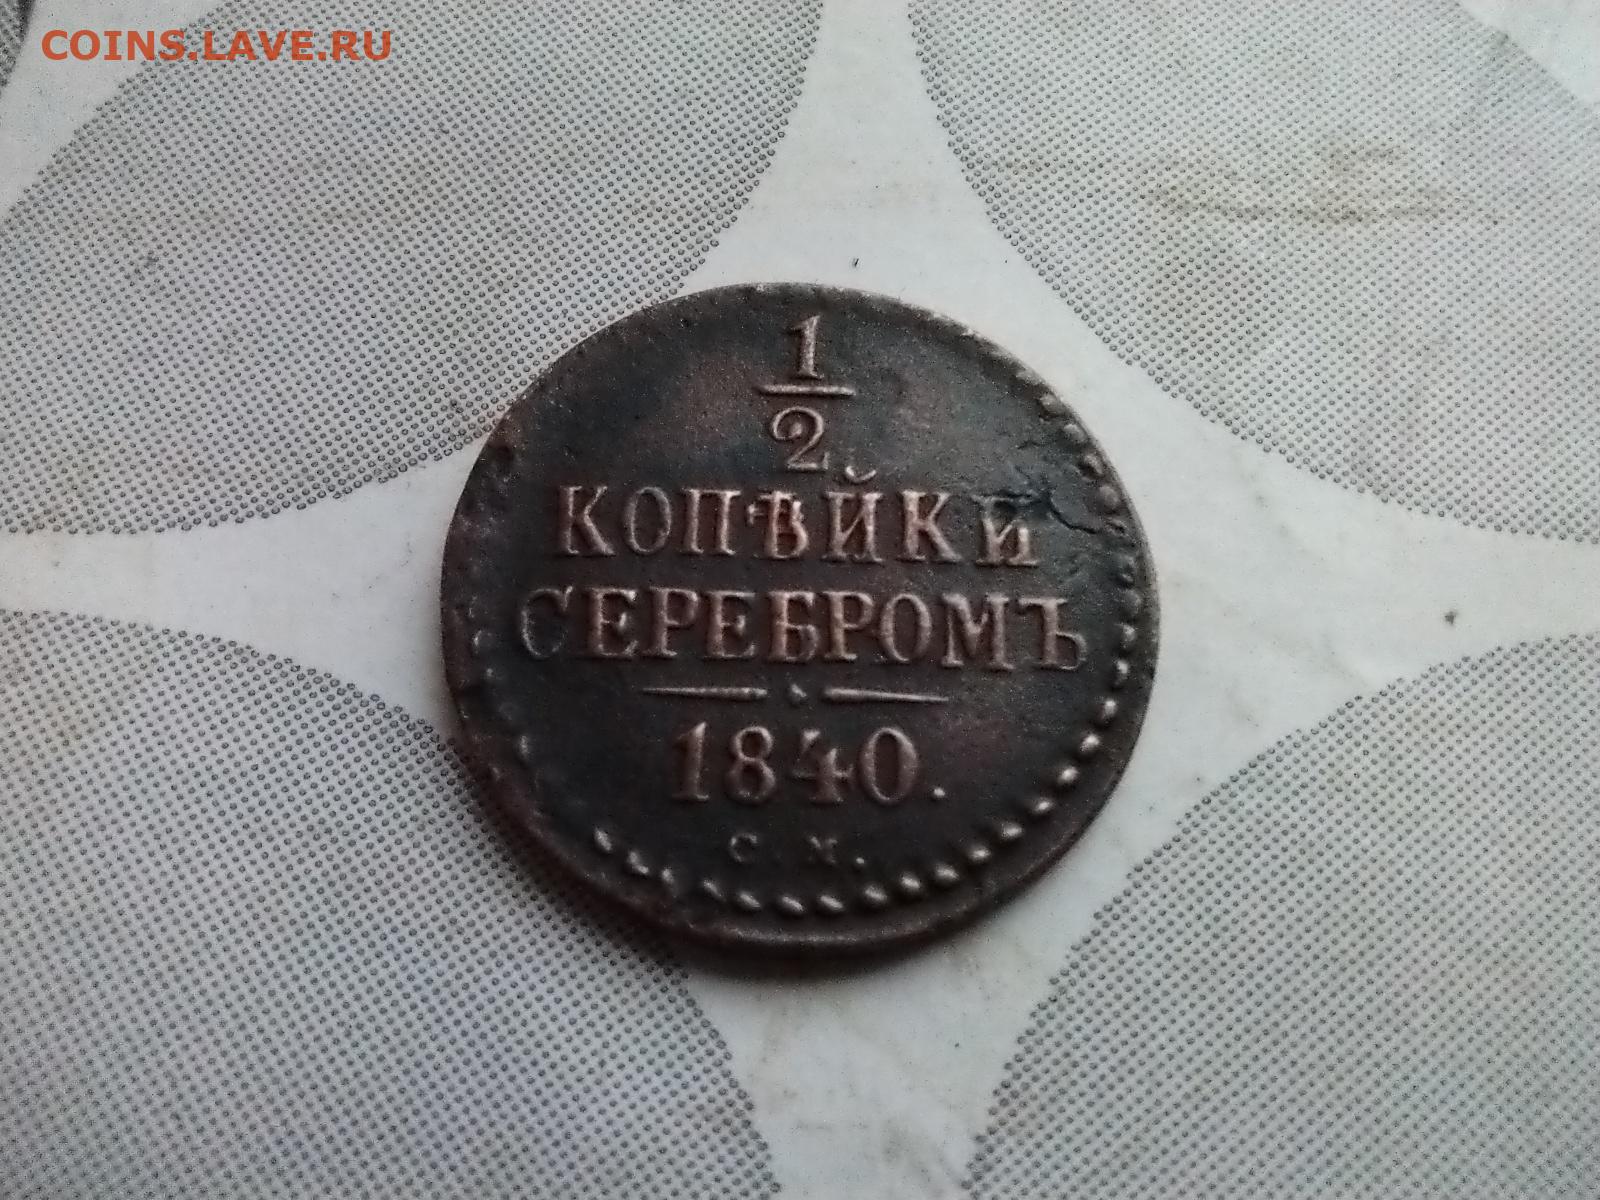 COINS.LAVE.RU
1
2
КОПѢЙКИ
СЕРЕБРОМЪ
1840.
С.М.